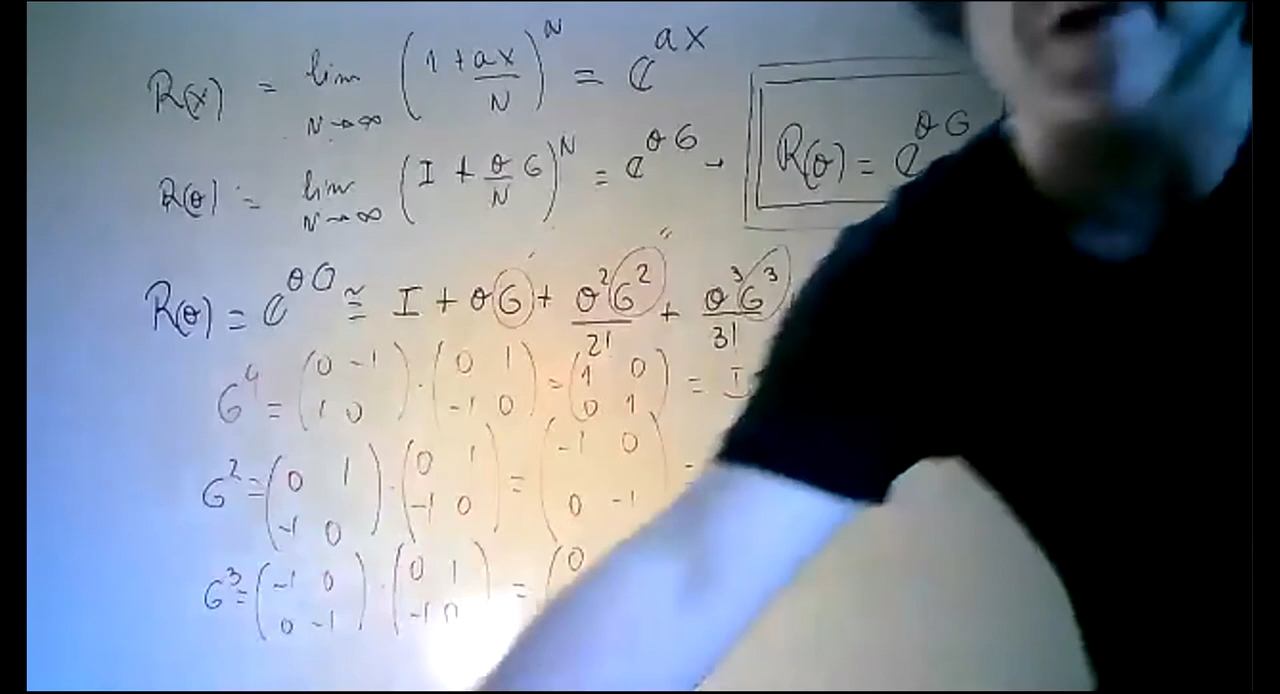 R(x) = lim N→∞ (1 + ax/N)^N = e^ax
R(θ) = lim N→∞ (I + θ/N G)^N = e^θG → R(θ) = e^θG
R(θ) = e^θG ≅ I + θG + θ²G²/2! + θ³G³/3!
G⁴ = (0 -1 1 0) · (0 1 -1 0) = (1 0 0 1) = I
G² = (0 1 -1 0) · (0 1 -1 0) = (-1 0 0 -1) =
G³ = (-1 0 0 -1) · (0 1 -1 0) = (0